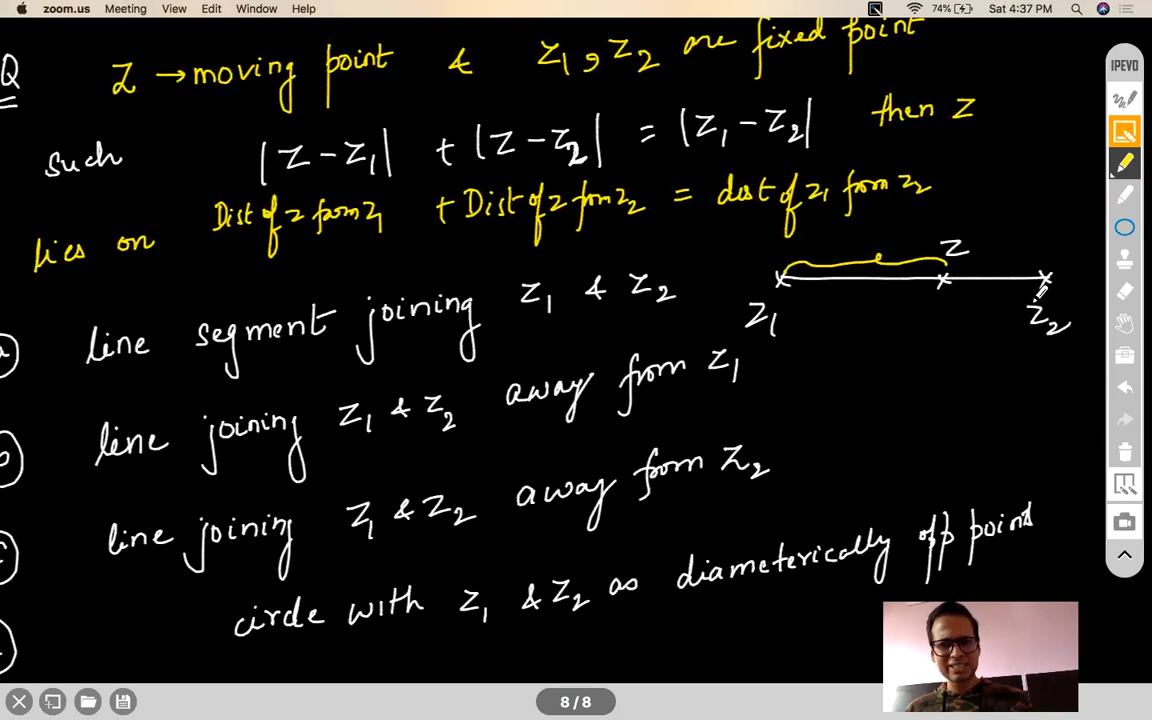 zoom.us Meeting View Edit Window Help 74% Sat 4:37 PM
IPEVO
Q Z → moving point & Z1, Z2 are fixed point
such |Z - Z1| + |Z - Z2| = |Z1 - Z2| then Z
Dist of Z from Z1 + Dist of Z from Z2 = dist of Z1 from Z2
lies on
Z
Z1 Z2
a line segment joining Z1 & Z2
b line joining Z1 & Z2 away from Z1
c line joining Z1 & Z2 away from Z2
circle with Z1 & Z2 as diameterically opp point
8 / 8